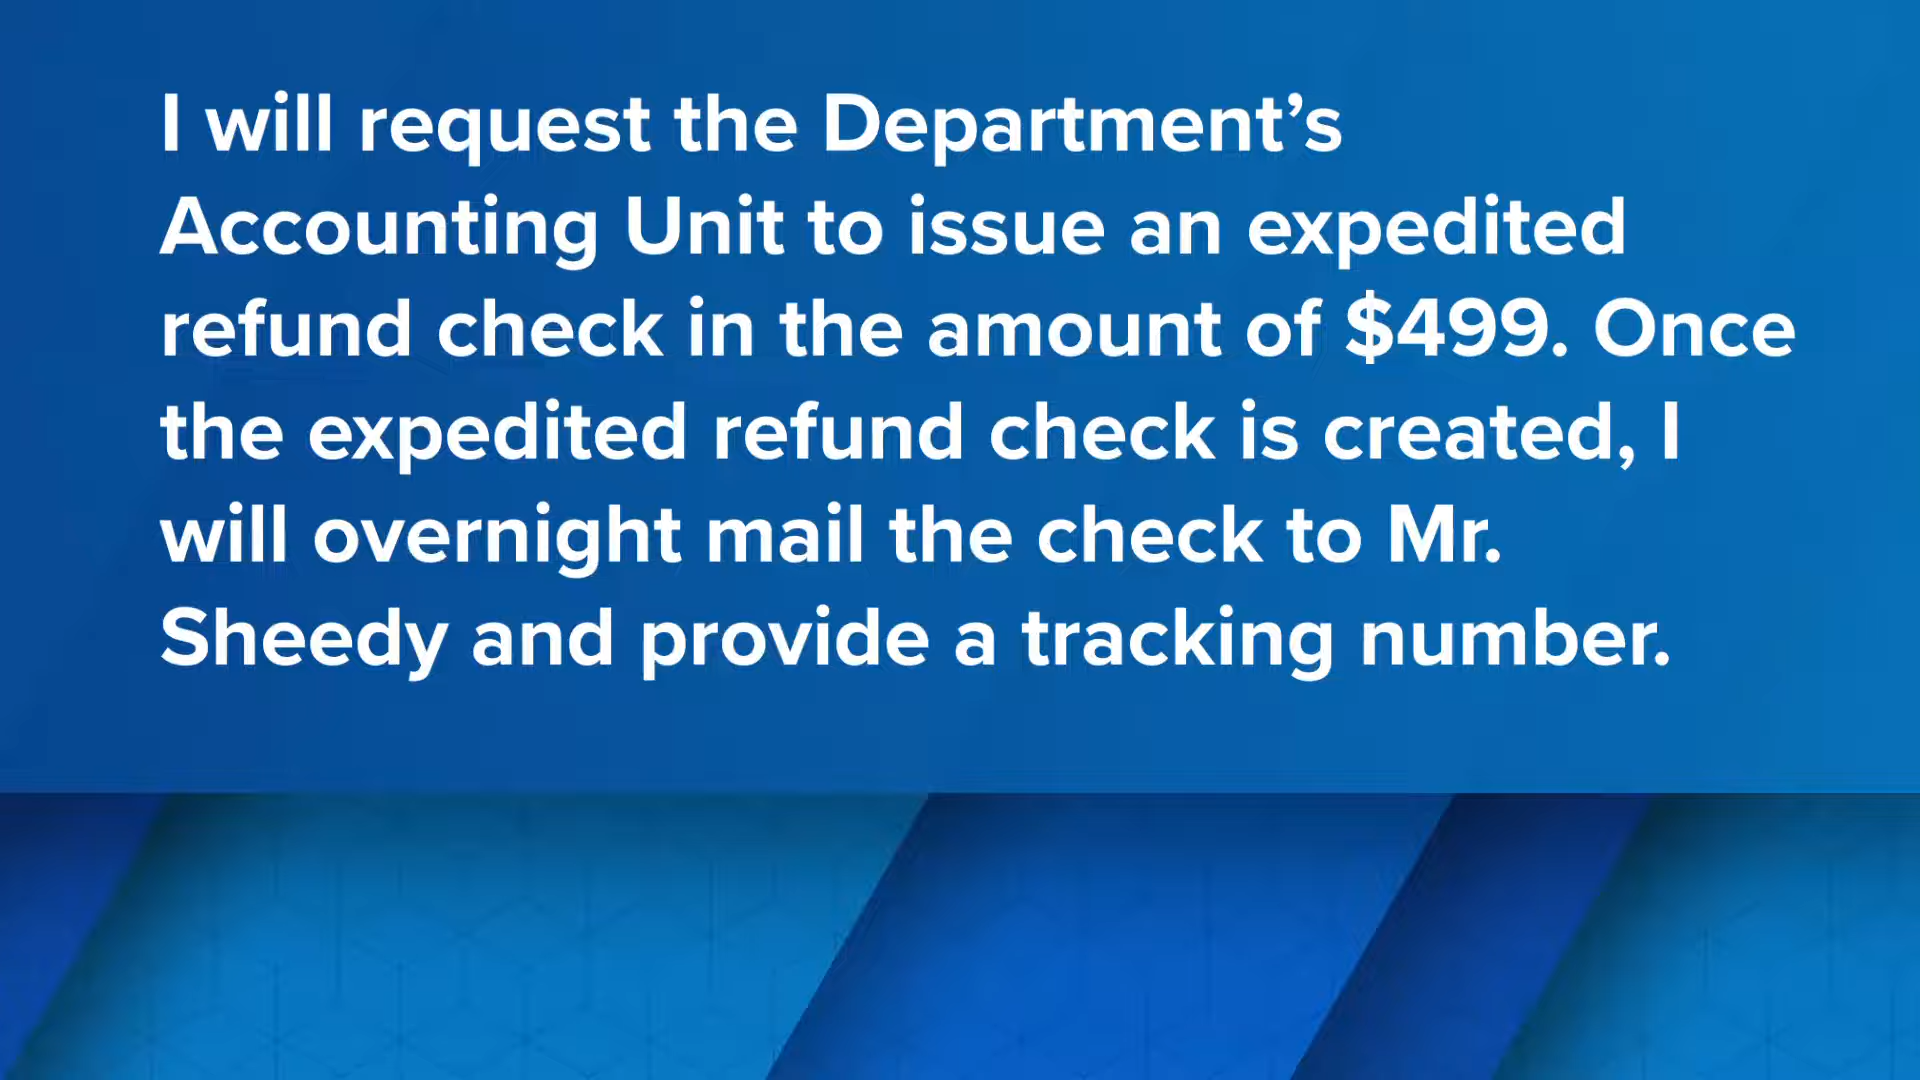 I will request the Department’s
Accounting Unit to issue an expedited
refund check in the amount of $499. Once
the expedited refund check is created, I
will overnight mail the check to Mr.
Sheedy and provide a tracking number.